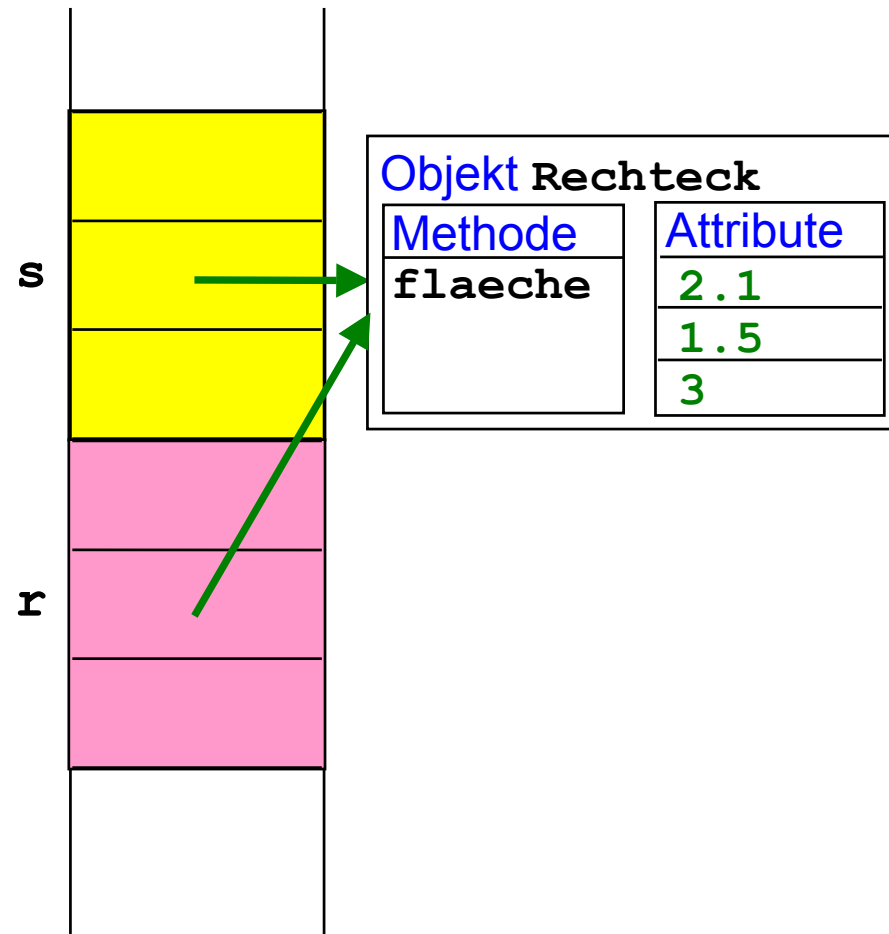 s
r
Objekt Rechteck
Methode
flaeche
Attribute
2.1
1.5
3